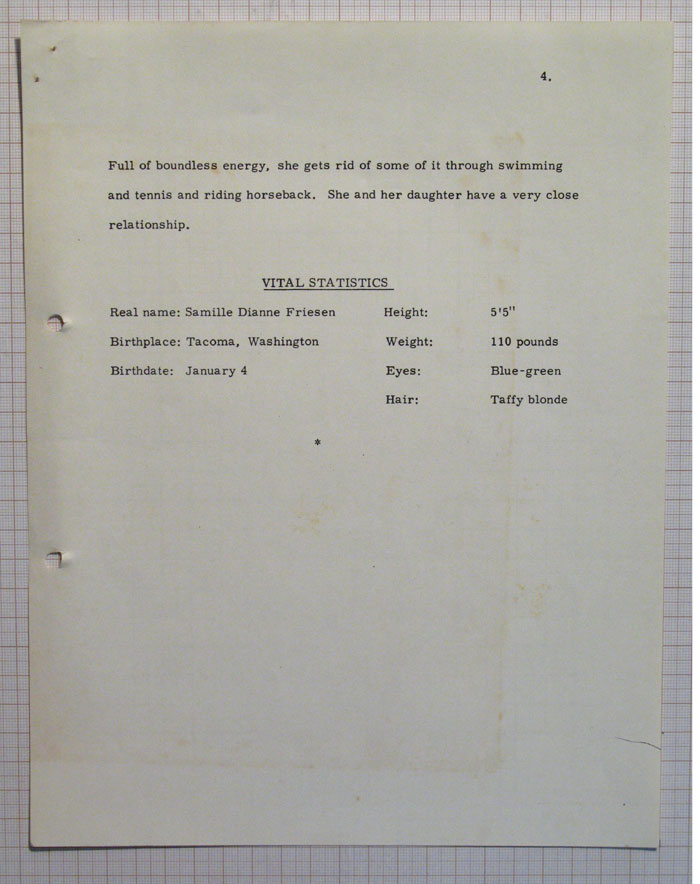 4.
Full of boundless energy, she gets rid of some of it through swimming
and tennis and riding horseback. She and her daughter have a very close
relationship.
VITAL STATISTICS
Real name: Samille Dianne Friesen Height: 5'5"
Birthplace: Tacoma, Washington Weight: 110 pounds
Birthdate: January 4 Eyes: Blue-green
Hair: Taffy blonde
*